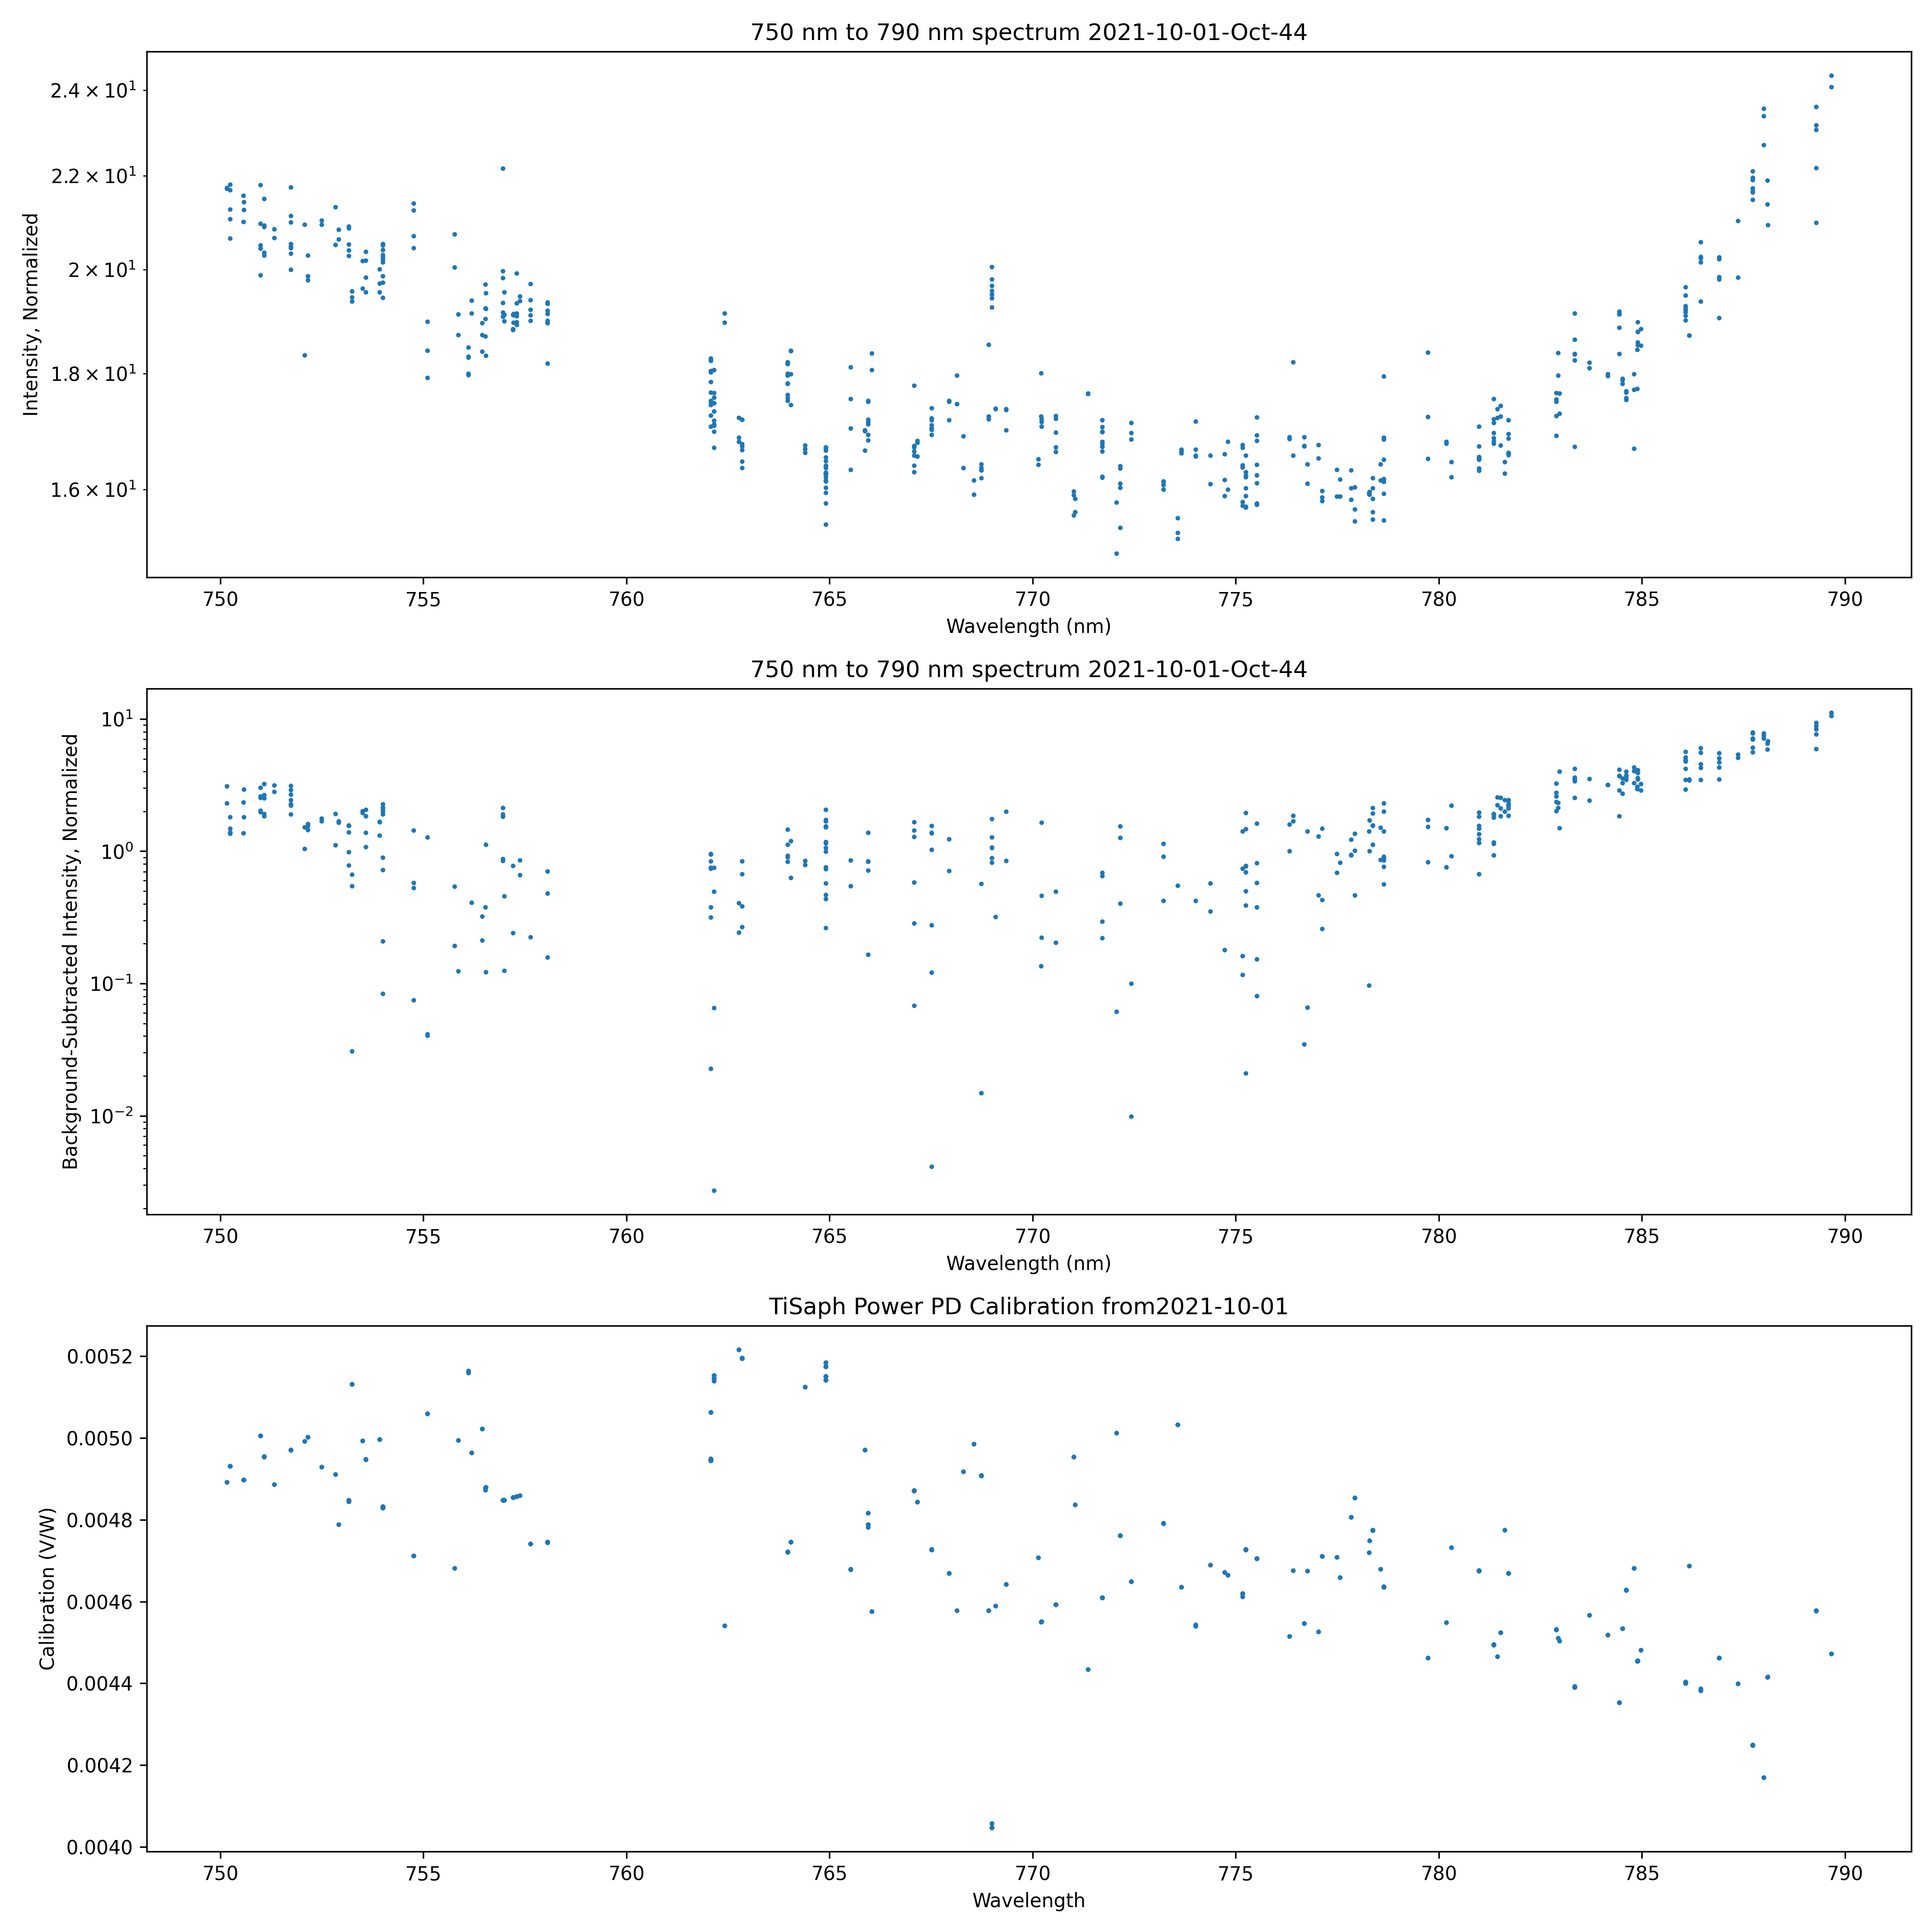 750 nm to 790 nm spectrum 2021-10-01-Oct-44
Intensity, Normalized
2.4 × 10¹
2.2 × 10¹
2 × 10¹
1.8 × 10¹
1.6 × 10¹
750 755 760 765 770 775 780 785 790
Wavelength (nm)
750 nm to 790 nm spectrum 2021-10-01-Oct-44
Background-Subtracted Intensity, Normalized
10¹
10⁰
10⁻¹
10⁻²
750 755 760 765 770 775 780 785 790
Wavelength (nm)
TiSaph Power PD Calibration from2021-10-01
Calibration (V/W)
0.0052
0.0050
0.0048
0.0046
0.0044
0.0042
0.0040
750 755 760 765 770 775 780 785 790
Wavelength